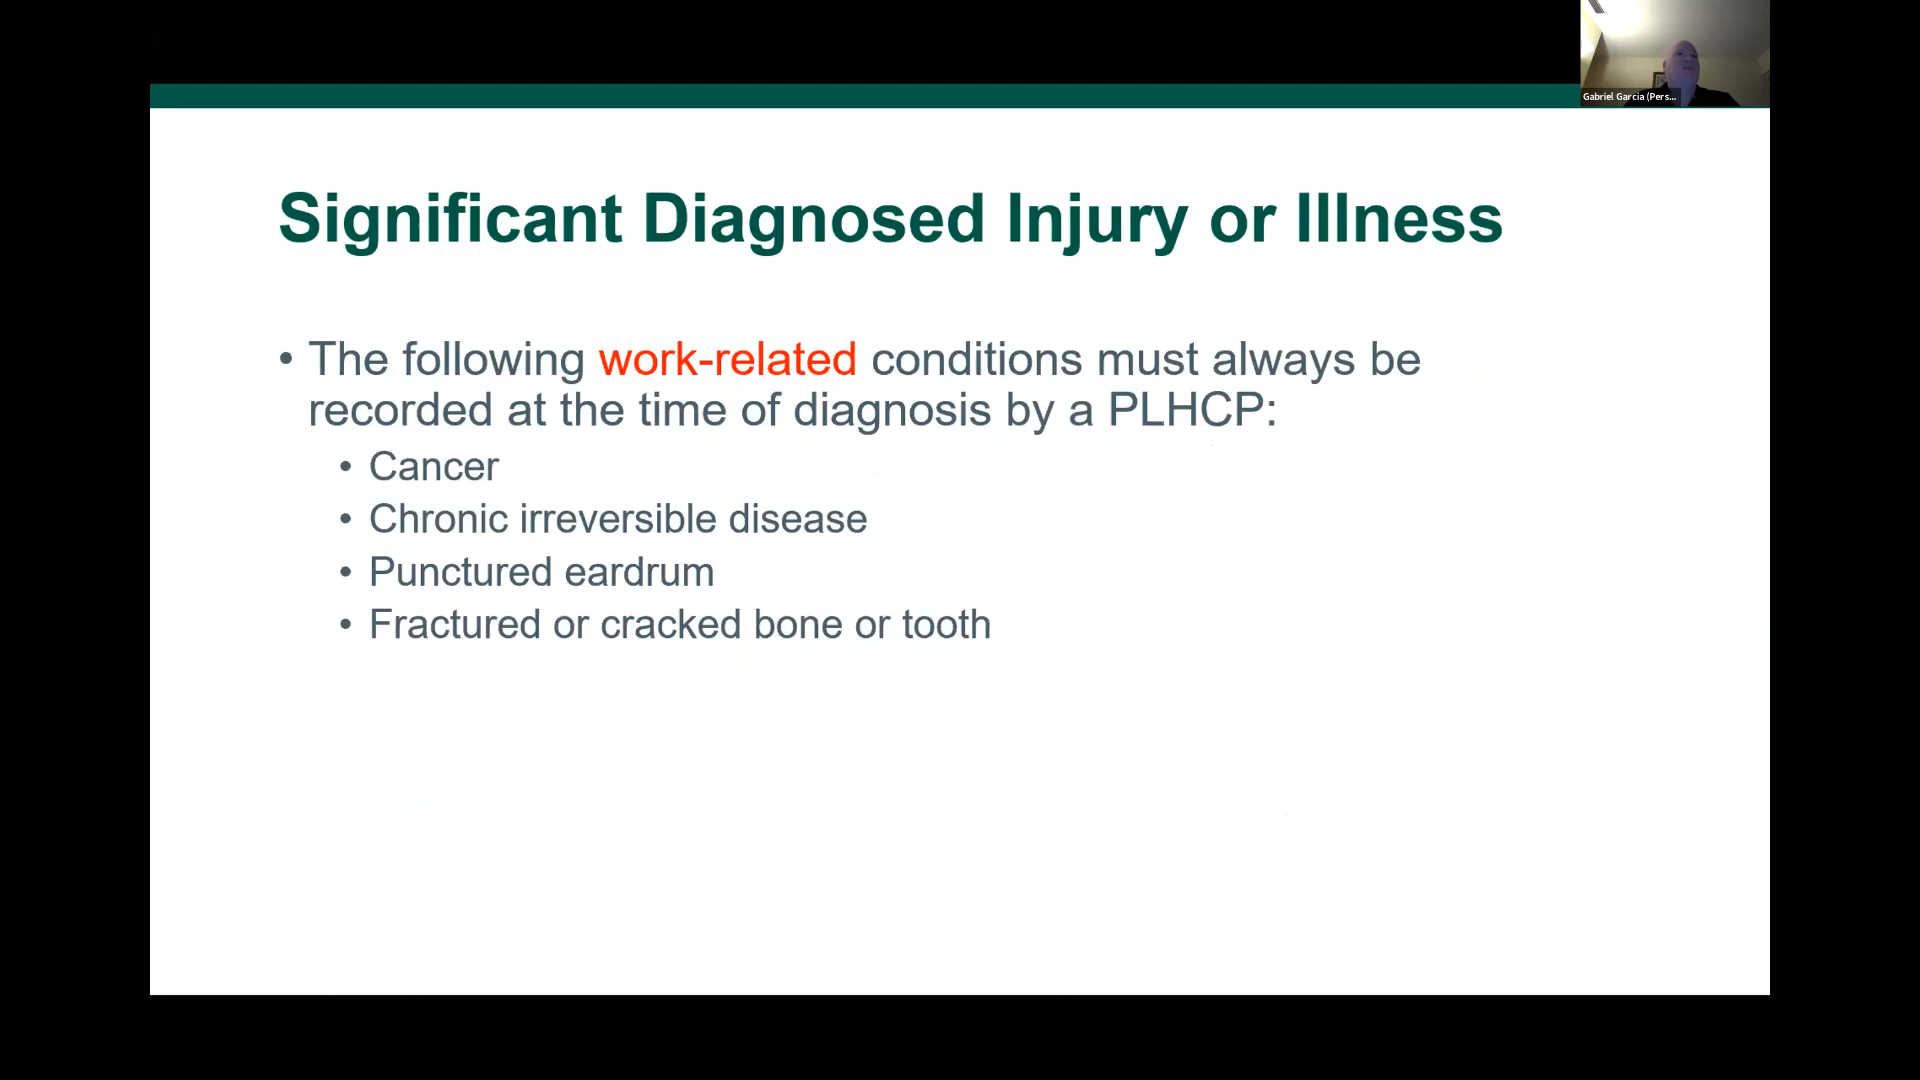 Gabriel Garcia (Pers...
Significant Diagnosed Injury or Illness
• The following work-related conditions must always be
recorded at the time of diagnosis by a PLHCP:
• Cancer
• Chronic irreversible disease
• Punctured eardrum
• Fractured or cracked bone or tooth